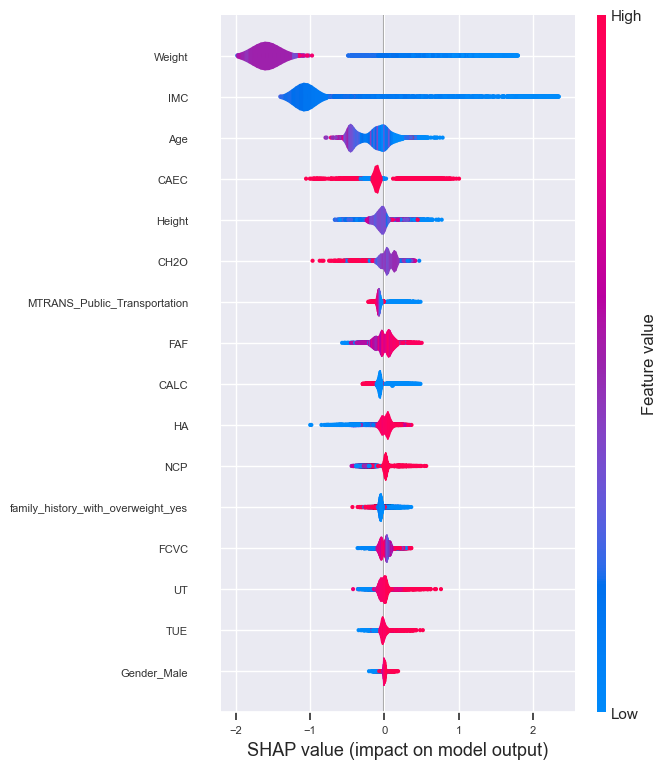 High
Weight
IMC
Age
CAEC
Height
CH2O
MTRANS_Public_Transportation
FAF
CALC
HA
NCP
family_history_with_overweight_yes
FCVC
UT
TUE
Gender_Male
Feature value
Low
−2 −1 0 1 2
SHAP value (impact on model output)